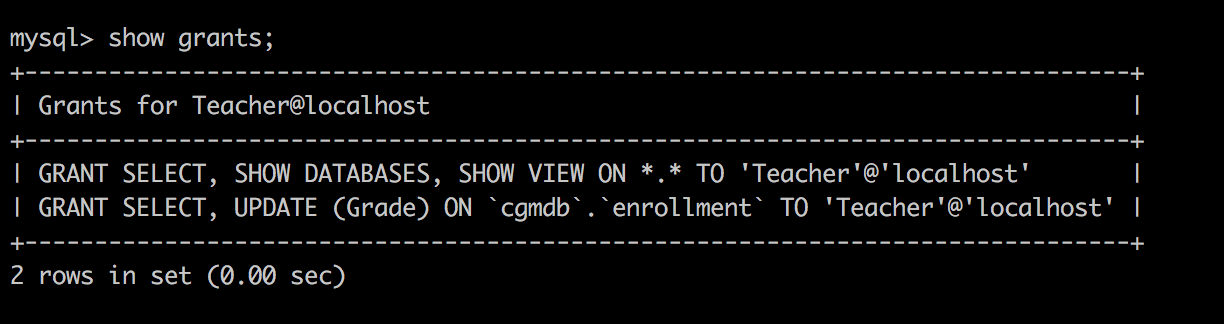 mysql> show grants;
+-------------------------------------------------------------------------------+
| Grants for Teacher@localhost                                                  |
+-------------------------------------------------------------------------------+
| GRANT SELECT, SHOW DATABASES, SHOW VIEW ON *.* TO 'Teacher'@'localhost'       |
| GRANT SELECT, UPDATE (Grade) ON `cgmdb`.`enrollment` TO 'Teacher'@'localhost' |
+-------------------------------------------------------------------------------+
2 rows in set (0.00 sec)